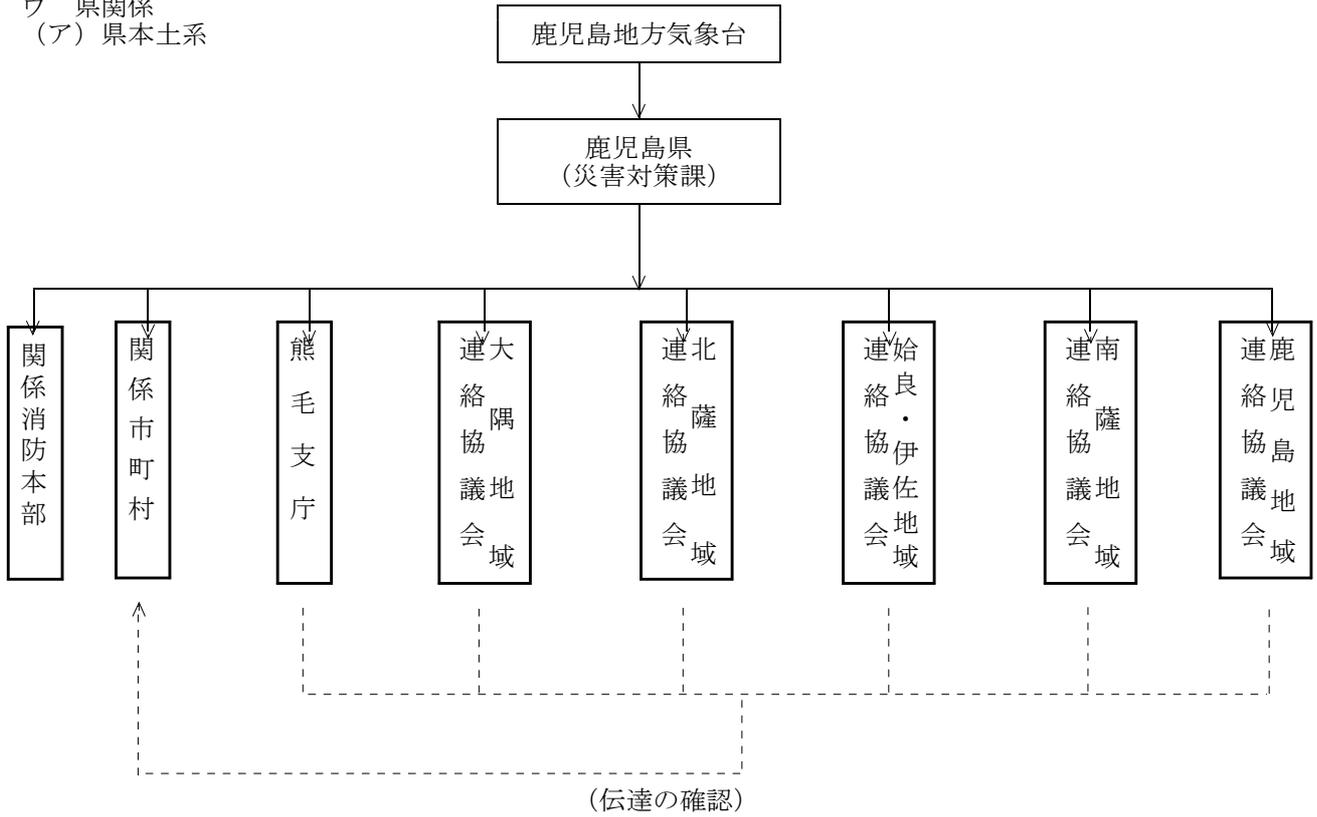 ウ 県関係
（ア）県本土系
鹿児島地方気象台
鹿児島県
（災害対策課）
関係消防本部
関係市町村
熊毛支庁
大隅地域
連絡協議会
北薩地域
連絡協議会
姶良・伊佐地域
連絡協議会
南薩地域
連絡協議会
鹿児島地域
連絡協議会
（伝達の確認）